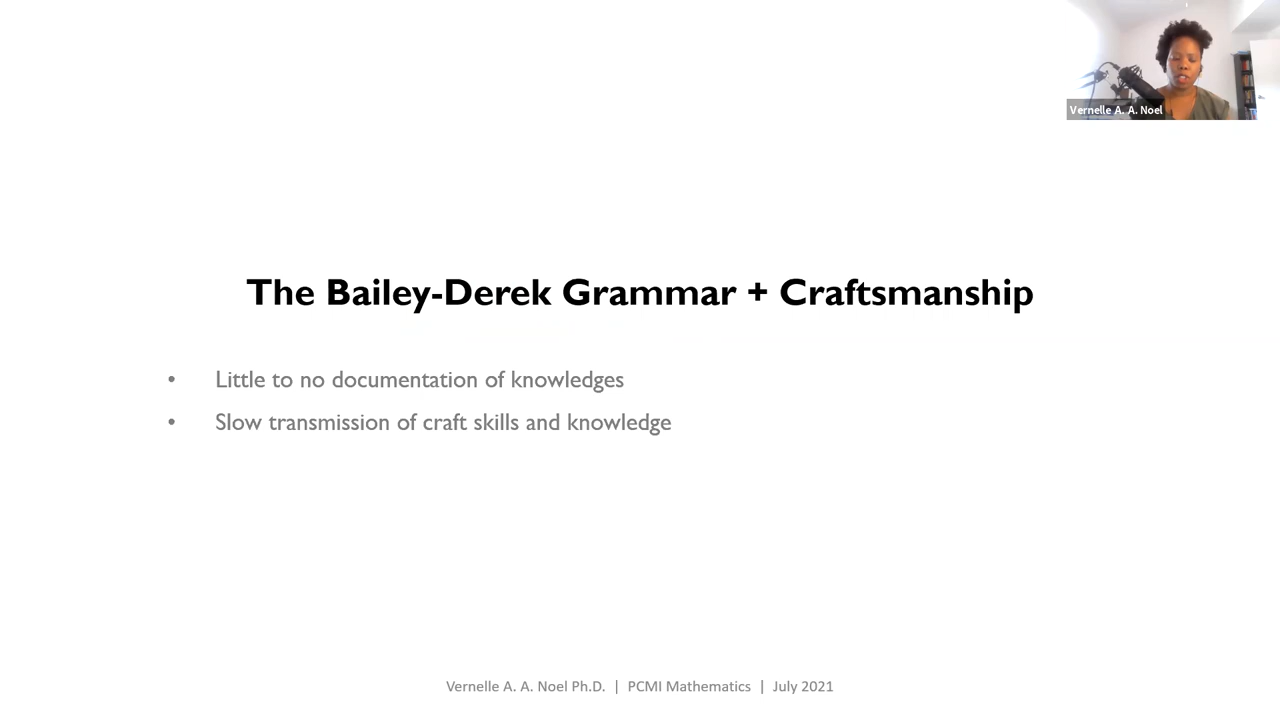 Vernelle A. A. Noel
The Bailey-Derek Grammar + Craftsmanship
• Little to no documentation of knowledges
• Slow transmission of craft skills and knowledge
Vernelle A. A. Noel Ph.D. | PCMI Mathematics | July 2021